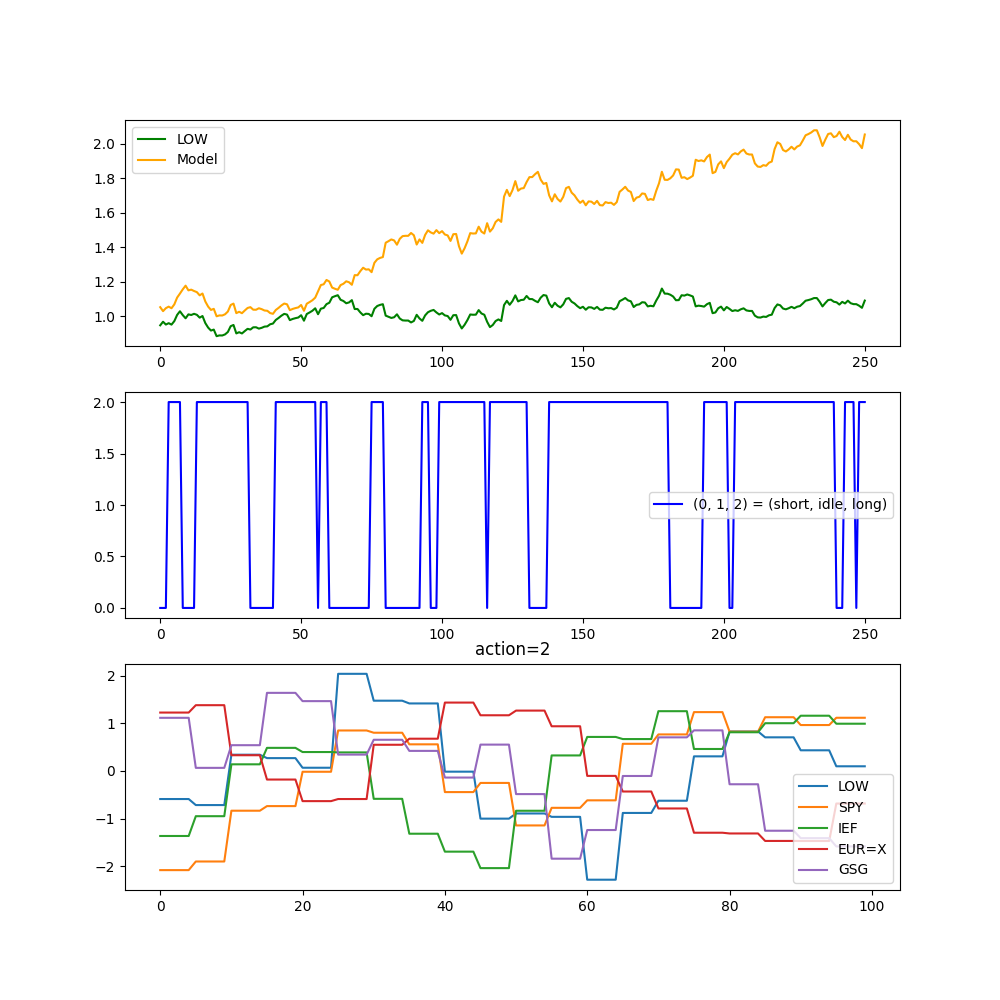 LOW
Model
2.0
1.8
1.6
1.4
1.2
1.0
0 50 100 150 200 250
2.0
1.5
1.0
0.5
0.0
(0, 1, 2) = (short, idle, long)
0 50 100 150 200 250
action=2
2
1
0
−1
−2
LOW
SPY
IEF
EUR=X
GSG
0 20 40 60 80 100